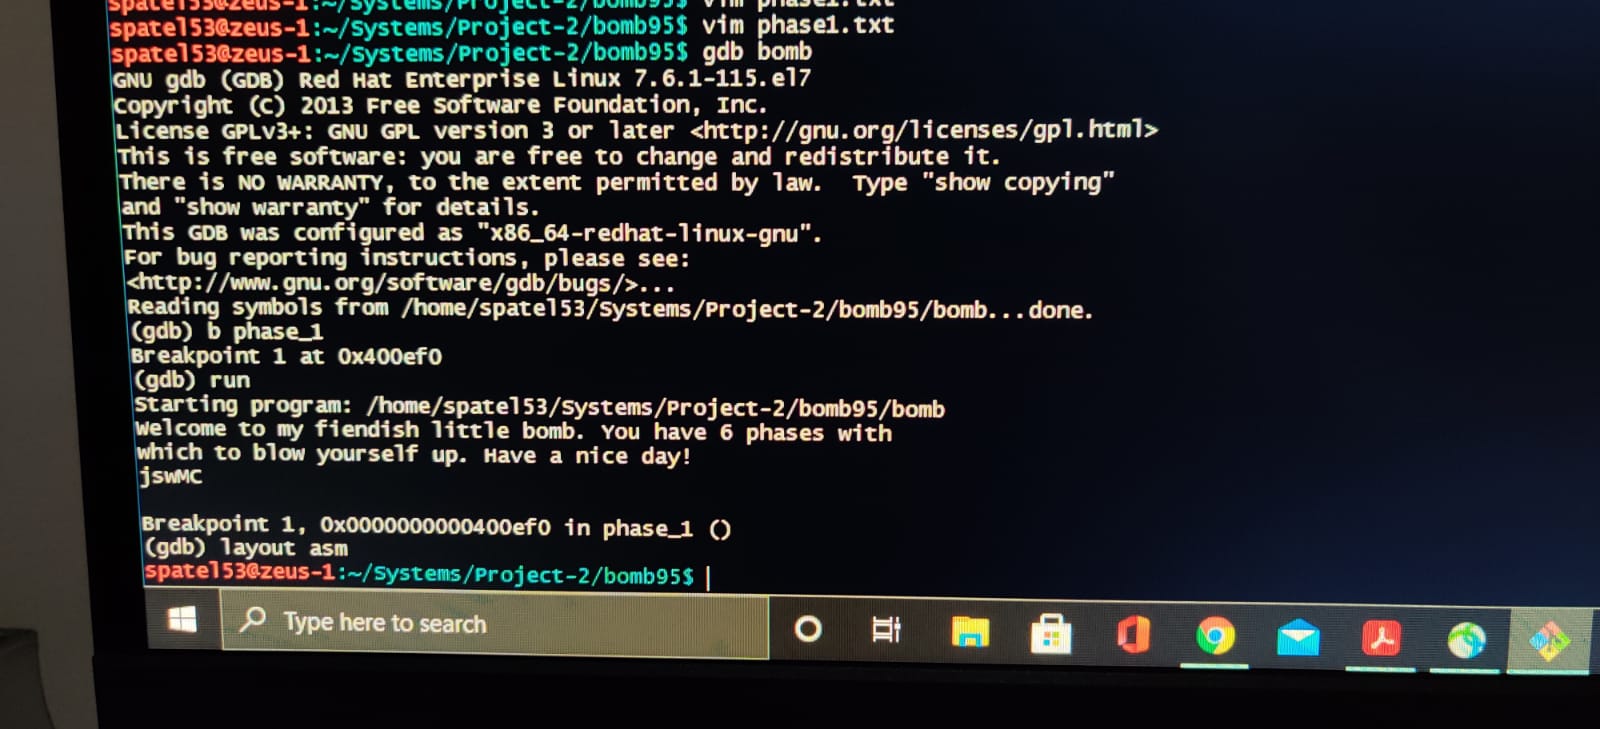 spatel53@zeus-1:~/Systems/Project-2/bomb95$ vim phase1.txt
spatel53@zeus-1:~/Systems/Project-2/bomb95$ vim phase1.txt
spatel53@zeus-1:~/Systems/Project-2/bomb95$ gdb bomb
GNU gdb (GDB) Red Hat Enterprise Linux 7.6.1-115.el7
Copyright (C) 2013 Free Software Foundation, Inc.
License GPLv3+: GNU GPL version 3 or later <http://gnu.org/licenses/gpl.html>
This is free software: you are free to change and redistribute it.
There is NO WARRANTY, to the extent permitted by law.  Type "show copying"
and "show warranty" for details.
This GDB was configured as "x86_64-redhat-linux-gnu".
For bug reporting instructions, please see:
<http://www.gnu.org/software/gdb/bugs/>...
Reading symbols from /home/spatel53/Systems/Project-2/bomb95/bomb...done.
(gdb) b phase_1
Breakpoint 1 at 0x400ef0
(gdb) run
Starting program: /home/spatel53/Systems/Project-2/bomb95/bomb
Welcome to my fiendish little bomb. You have 6 phases with
which to blow yourself up. Have a nice day!
jswMC
Breakpoint 1, 0x0000000000400ef0 in phase_1 ()
(gdb) layout asm
spatel53@zeus-1:~/Systems/Project-2/bomb95$
Type here to search